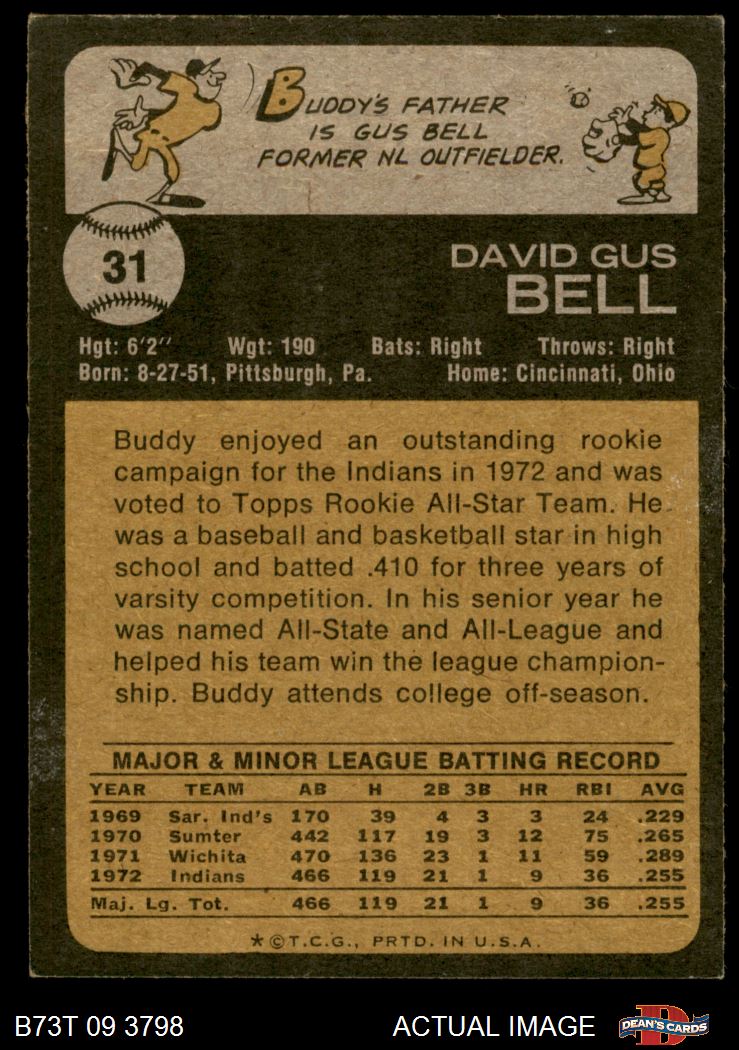 BUDDY'S FATHER
IS GUS BELL
FORMER NL OUTFIELDER.
31
DAVID GUS
BELL
Hgt: 6'2" Wgt: 190 Bats: Right Throws: Right
Born: 8-27-51, Pittsburgh, Pa. Home: Cincinnati, Ohio
Buddy enjoyed an outstanding rookie
campaign for the Indians in 1972 and was
voted to Topps Rookie All-Star Team. He
was a baseball and basketball star in high
school and batted .410 for three years of
varsity competition. In his senior year he
was named All-State and All-League and
helped his team win the league champion-
ship. Buddy attends college off-season.
MAJOR & MINOR LEAGUE BATTING RECORD
YEAR TEAM AB H 2B 3B HR RBI AVG
1969 Sar. Ind's 170 39 4 3 3 24 .229
1970 Sumter 442 117 19 3 12 75 .265
1971 Wichita 470 136 23 1 11 59 .289
1972 Indians 466 119 21 1 9 36 .255
Maj. Lg. Tot. 466 119 21 1 9 36 .255
*©T.C.G., PRTD. IN U.S.A.
B73T 09 3798 ACTUAL IMAGE D DEAN'S CARDS